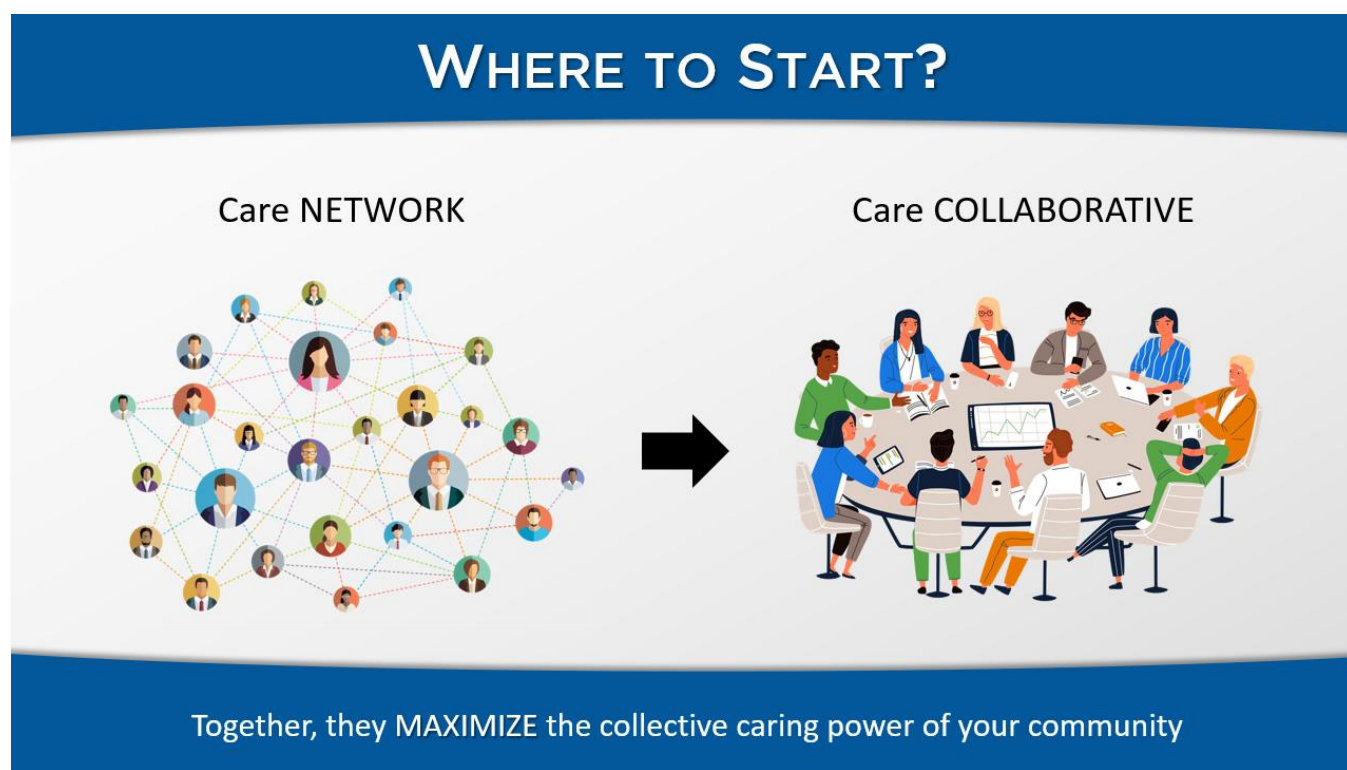 WHERE TO START?
Care NETWORK
Care COLLABORATIVE
Together, they MAXIMIZE the collective caring power of your community